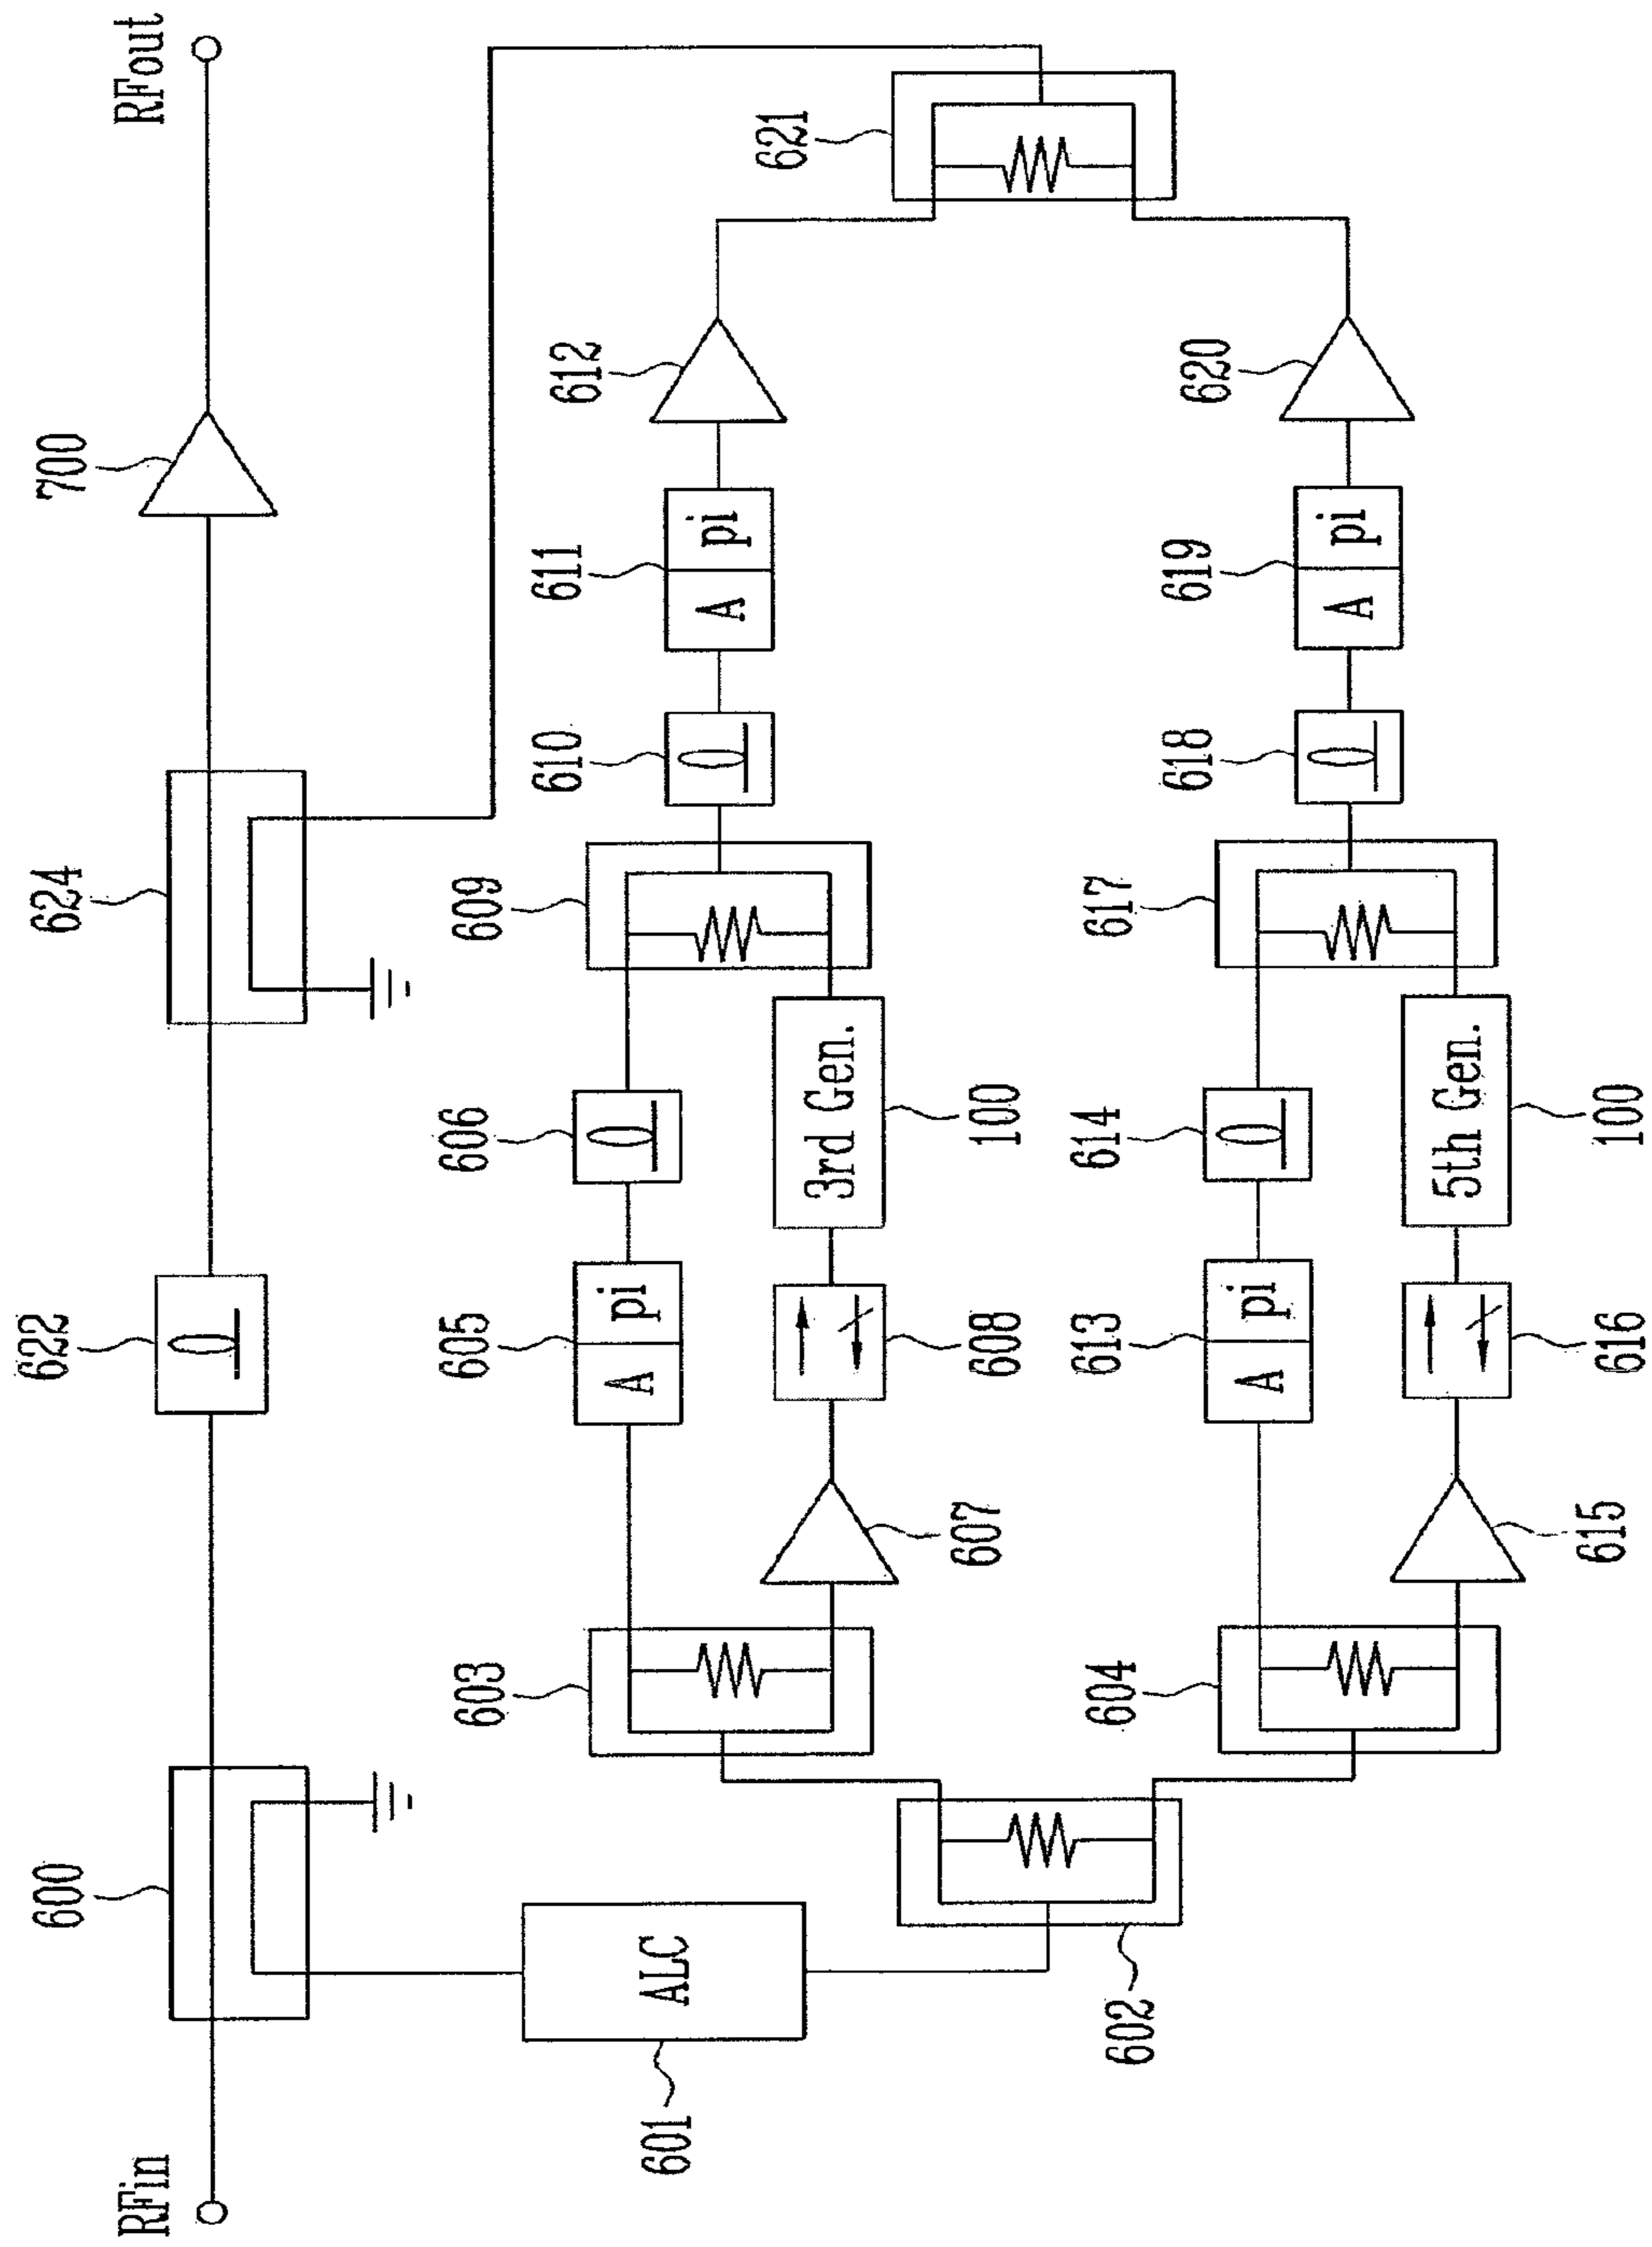 RFin
600
622
624
700
RFout
601
ALC
602
603
605
A
pi
606
609
610
611
A
pi
612
621
607
608
3rd Gen.
100
604
613
A
pi
614
617
618
619
A
pi
620
615
616
5th Gen.
100